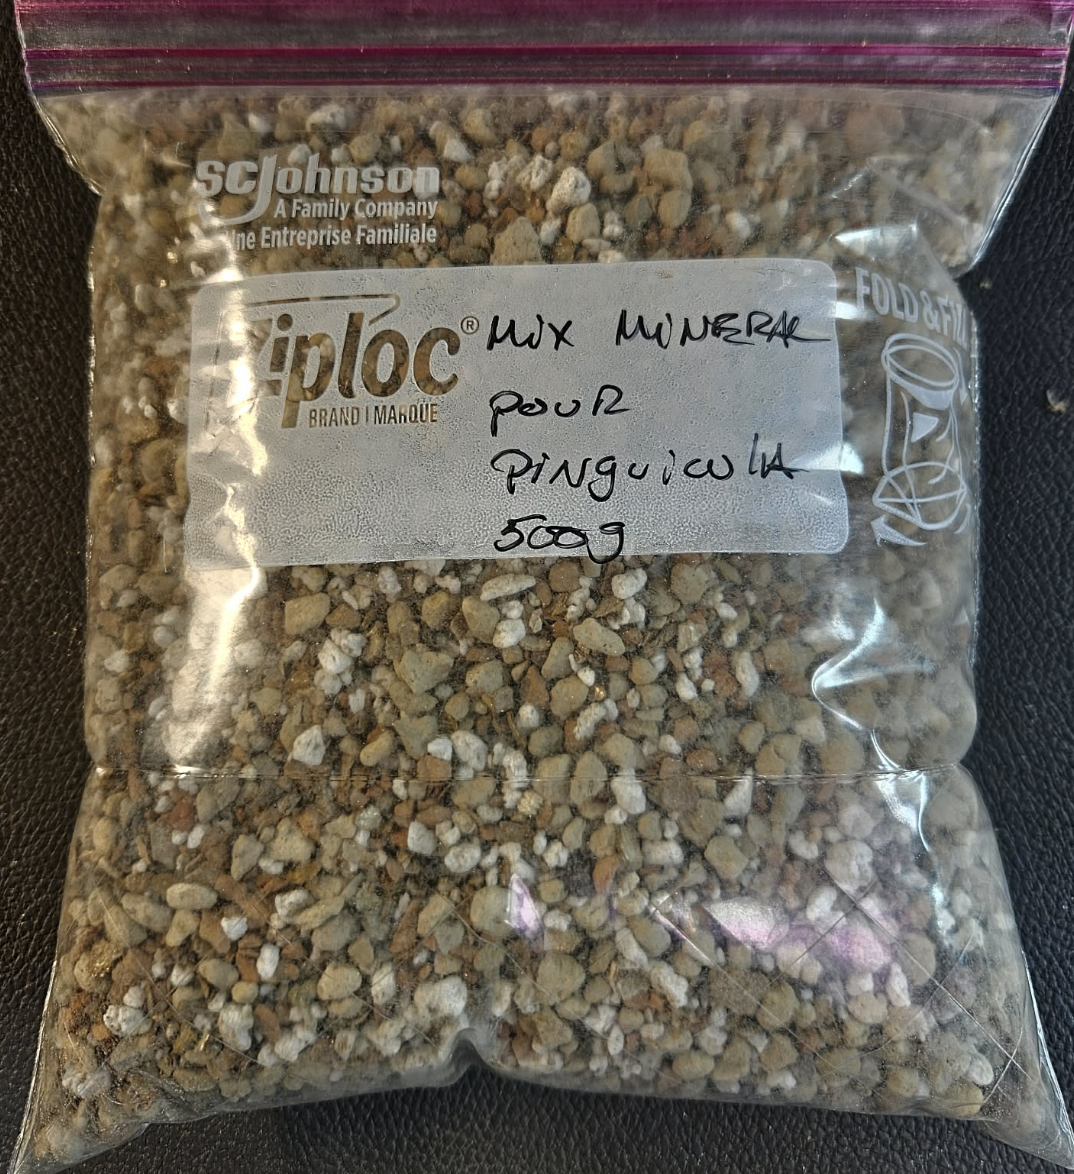 SC Johnson
A Family Company
Une Entreprise Familiale
Ziploc®
BRAND | MARQUE
MiX MiNERAL
pouR
PiNguiculA
500g
FOLD & FILL